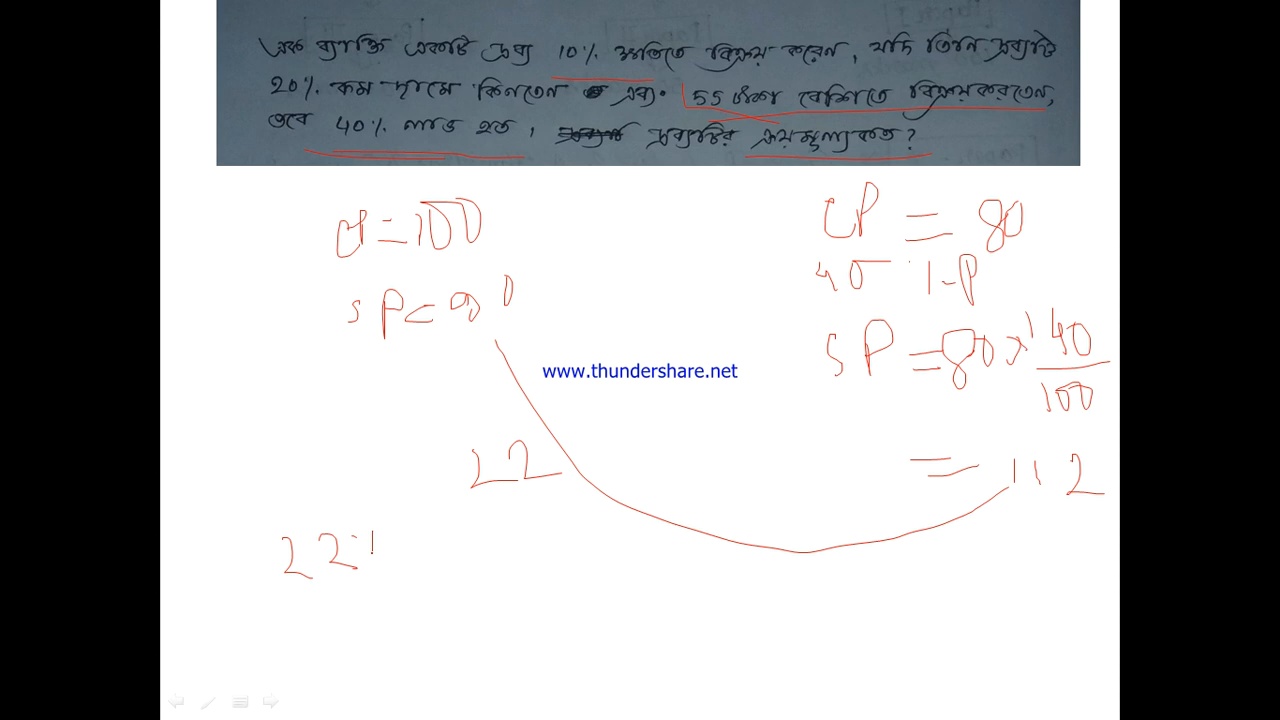 এক ব্যাক্তি একটি দ্রব্য 10% ক্ষতিতে বিক্রয় করেন, যদি তিনি দ্রব্যটি
20% কম দামে কিনতেন এবং 55 টাকা বেশিতে বিক্রয় করতেন,
তবে 40% লাভ হত, দ্রব্যটির ক্রয়মূল্য কত?
CP = 100
CP = 80
SP = 90
40 %P
SP = 80 × 140
100
www.thundershare.net
22
= 112
22%